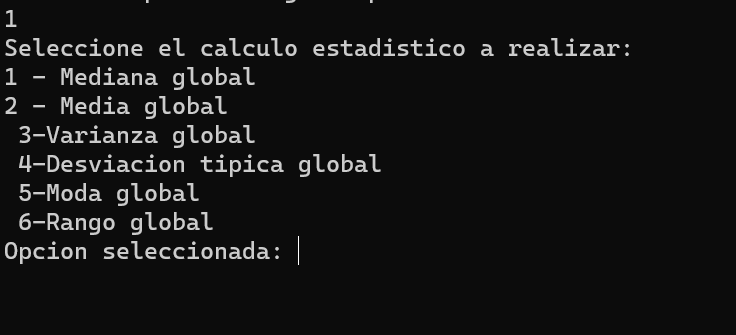 1
Seleccione el calculo estadistico a realizar:
1 - Mediana global
2 - Media global
 3-Varianza global
 4-Desviacion tipica global
 5-Moda global
 6-Rango global
Opcion seleccionada: